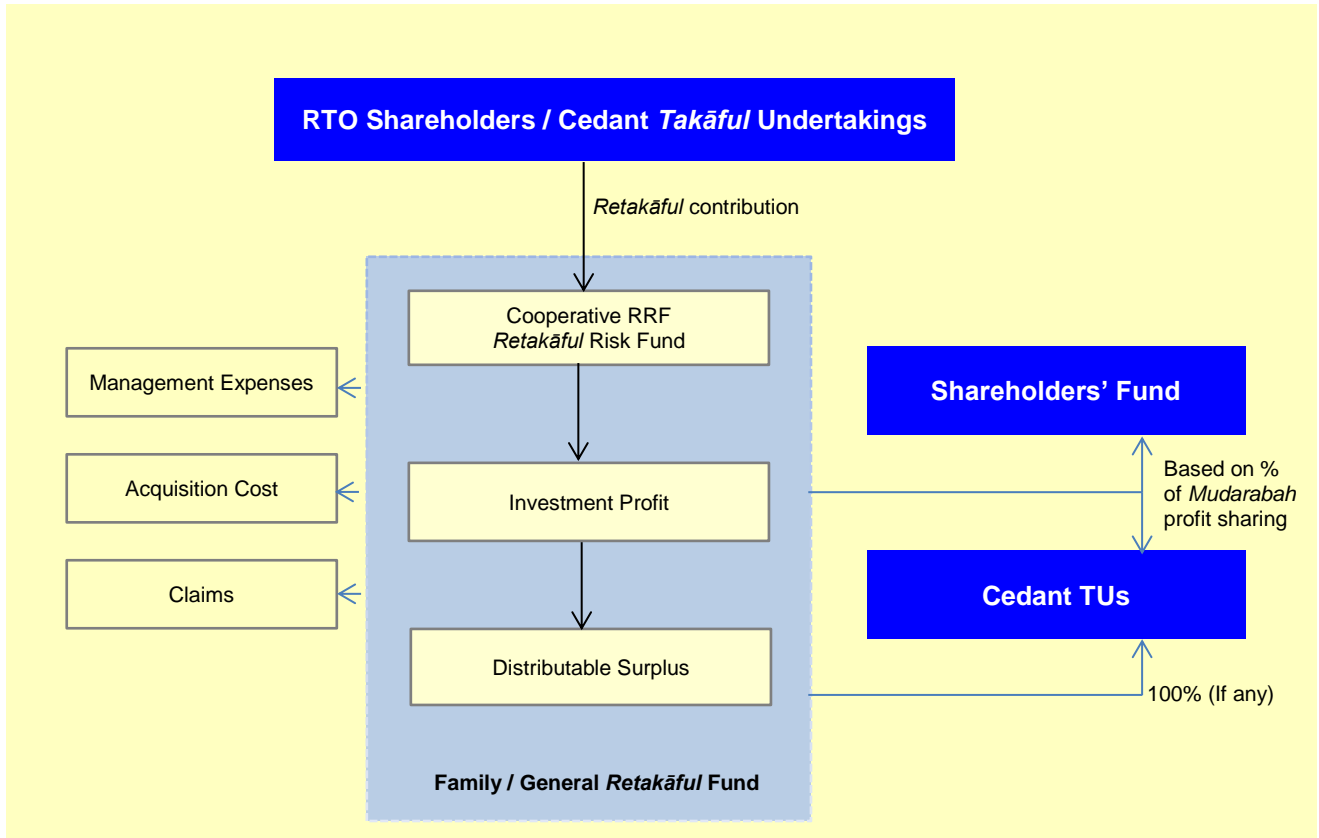 RTO Shareholders / Cedant Takāful Undertakings
Retakāful contribution
Cooperative RRF
Retakāful Risk Fund
Management Expenses
Shareholders’ Fund
Acquisition Cost
Investment Profit
Based on %
of Mudarabah
profit sharing
Claims
Cedant TUs
Distributable Surplus
100% (If any)
Family / General Retakāful Fund